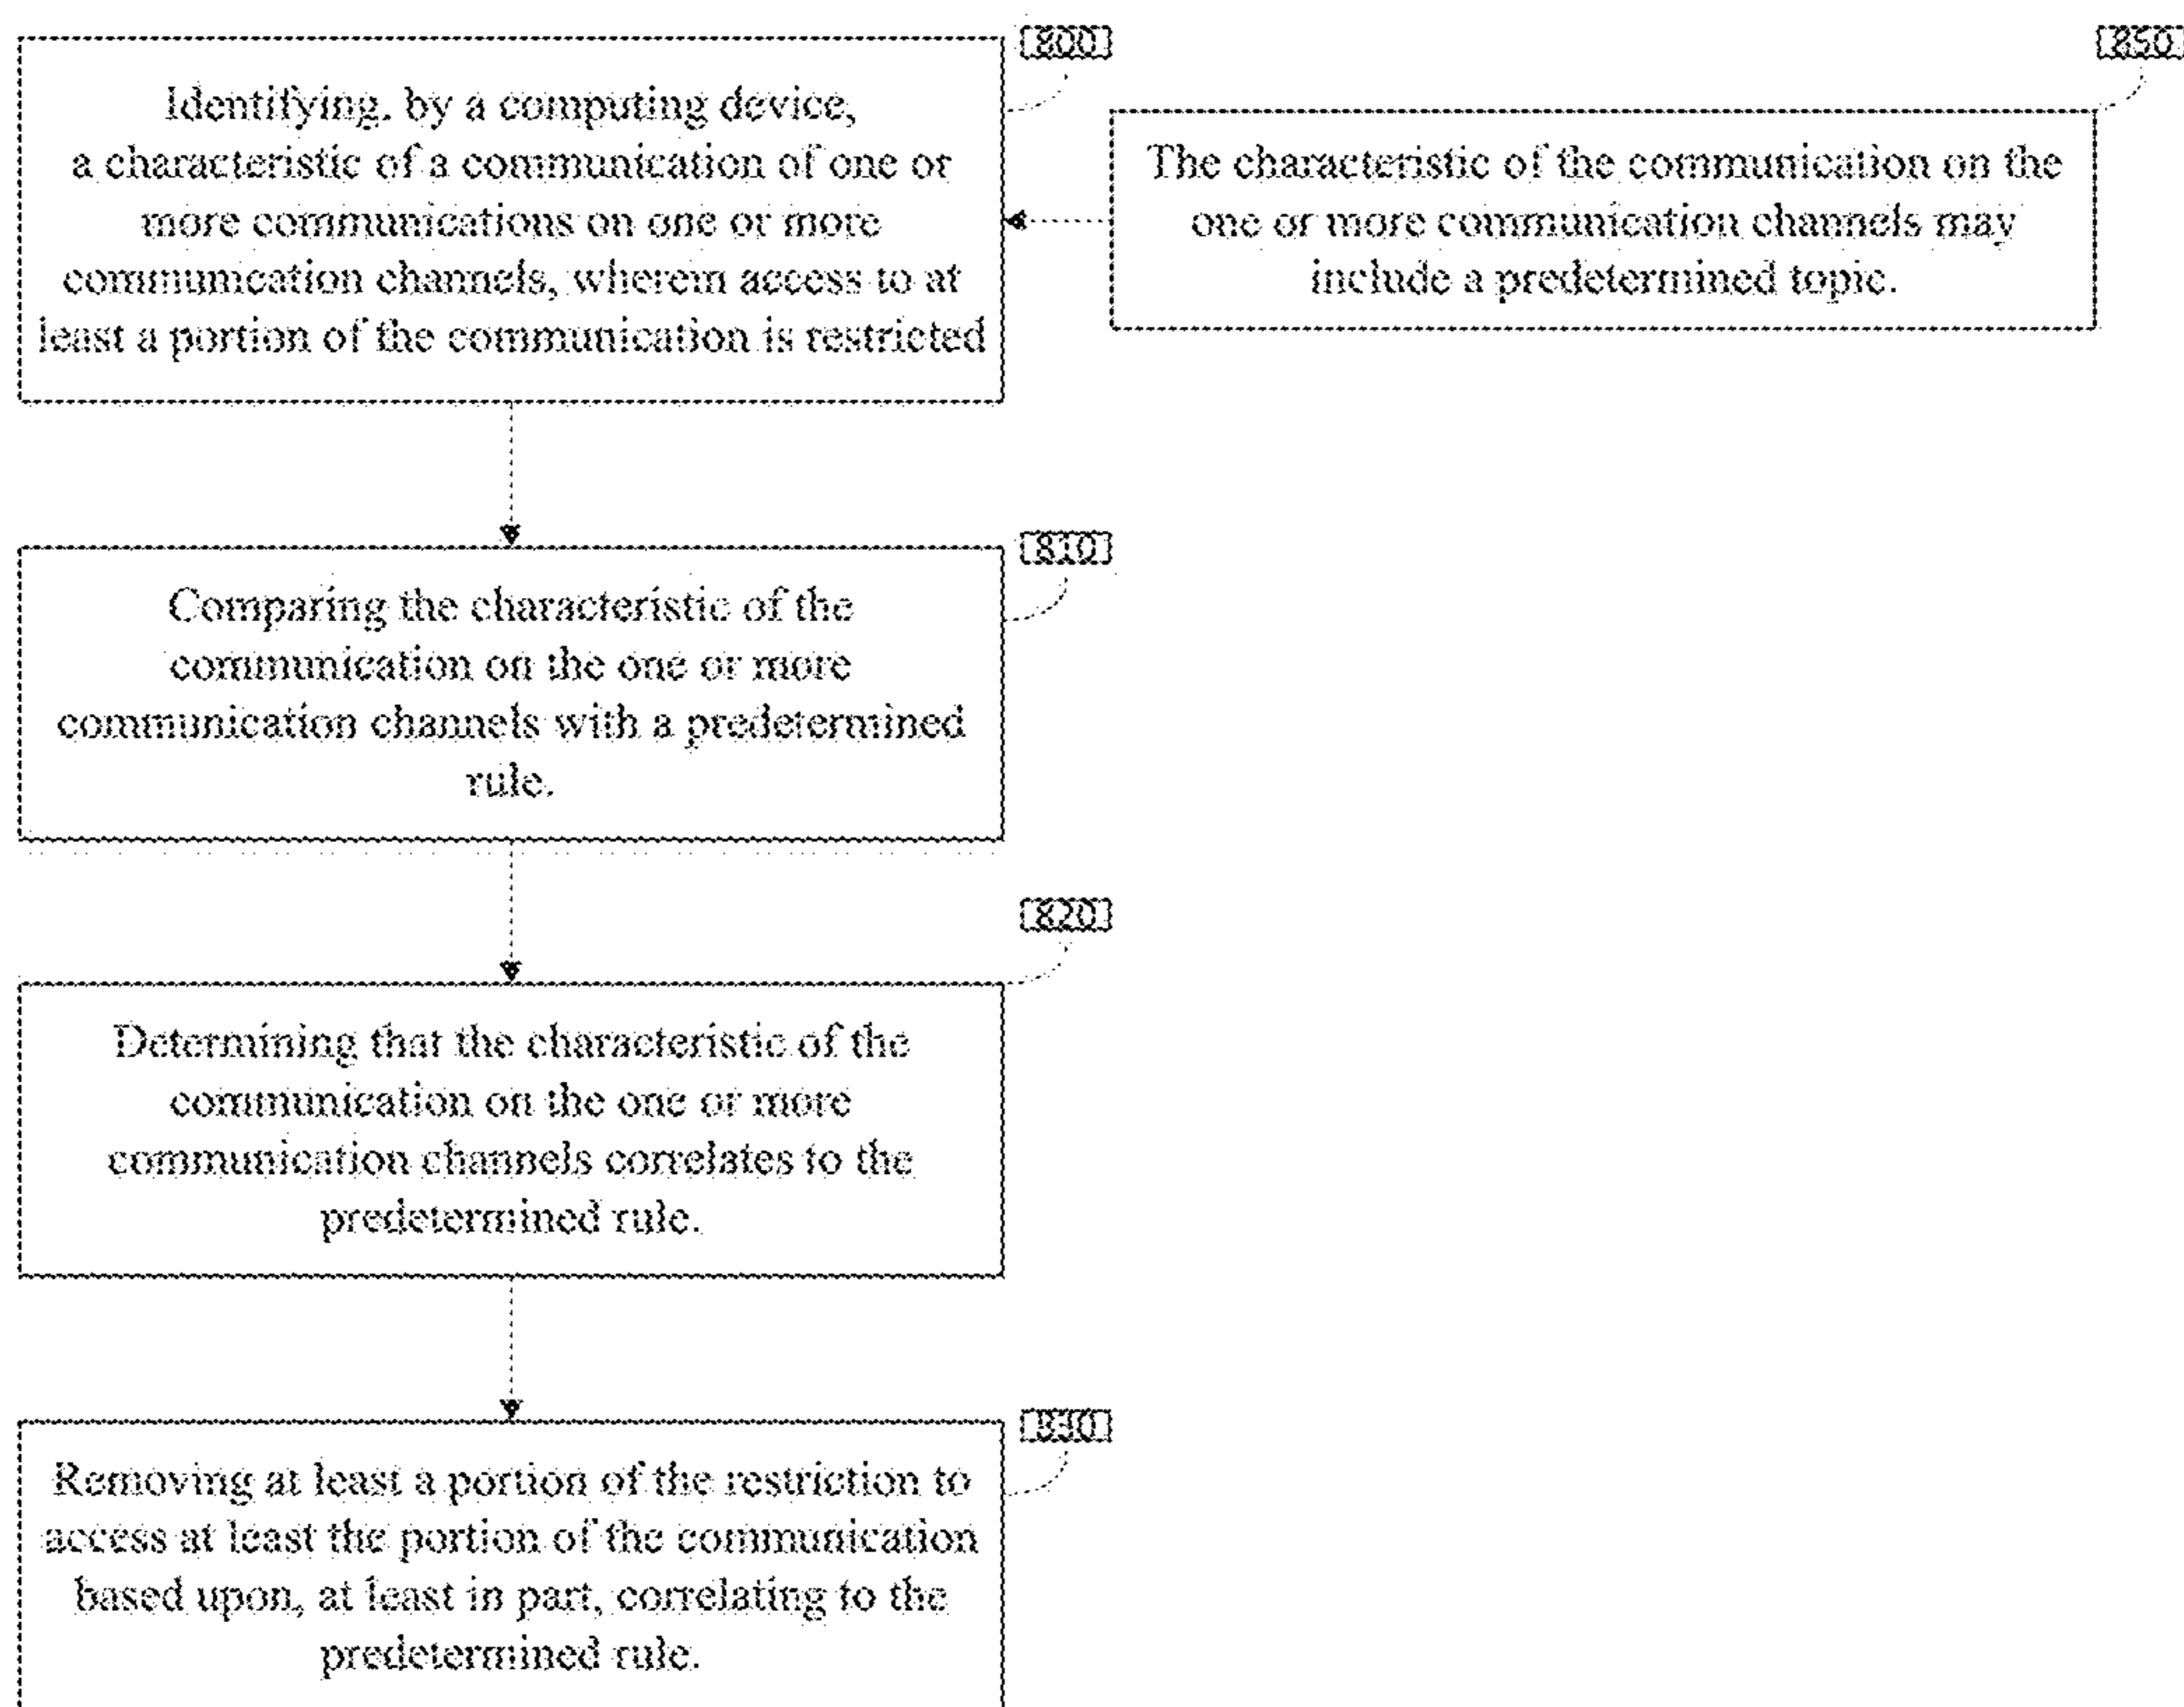 800
Identifying, by a computing device,
a characteristic of a communication of one or
more communications on one or more
communication channels, wherein access to at
least a portion of the communication is restricted
850
The characteristic of the communication on the
one or more communication channels may
include a predetermined topic.
810
Comparing the characteristic of the
communication on the one or more
communication channels with a predetermined
rule.
820
Determining that the characteristic of the
communication on the one or more
communication channels correlates to the
predetermined rule.
830
Removing at least a portion of the restriction to
access at least the portion of the communication
based upon, at least in part, correlating to the
predetermined rule.